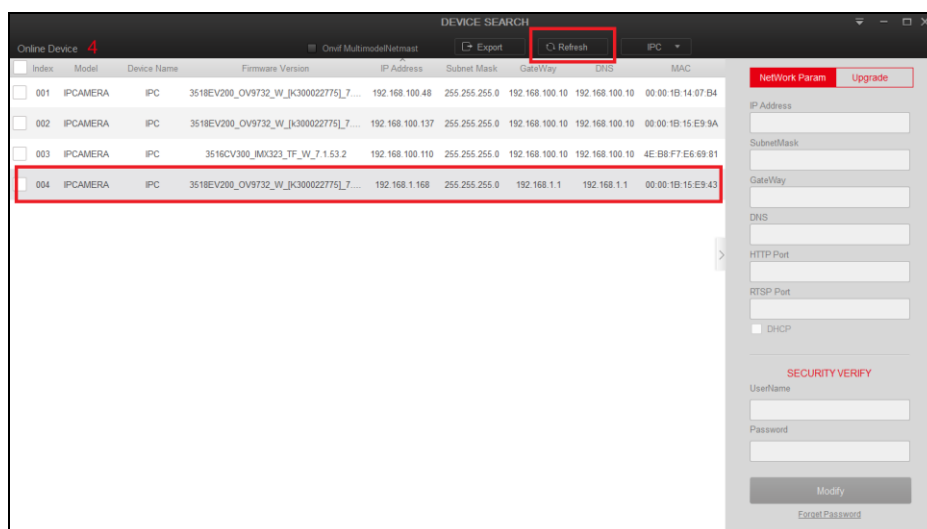 DEVICE SEARCH
Online Device 4 Onvif MultimodelNetmast Export Refresh IPC
Index Model Device Name Firmware Version IP Address Subnet Mask GateWay DNS MAC
001 IPCAMERA IPC 3518EV200_OV9732_W_[K300022775]_7.... 192.168.100.48 255.255.255.0 192.168.100.10 192.168.100.10 00:00:1B:14:07:B4
002 IPCAMERA IPC 3518EV200_OV9732_W_[k300022775]_7.... 192.168.100.137 255.255.255.0 192.168.100.10 192.168.100.10 00:00:1B:15:E9:9A
003 IPCAMERA IPC 3516CV300_IMX323_TF_W_7.1.53.2 192.168.100.110 255.255.255.0 192.168.100.10 192.168.100.10 4E:B8:F7:E6:69:81
004 IPCAMERA IPC 3518EV200_OV9732_W_[K300022775]_7.... 192.168.1.168 255.255.255.0 192.168.1.1 192.168.1.1 00:00:1B:15:E9:43
NetWork Param Upgrade
IP Address
SubnetMask
GateWay
DNS
HTTP Port
RTSP Port
DHCP
SECURITY VERIFY
UserName
Password
Modify
Forget Password